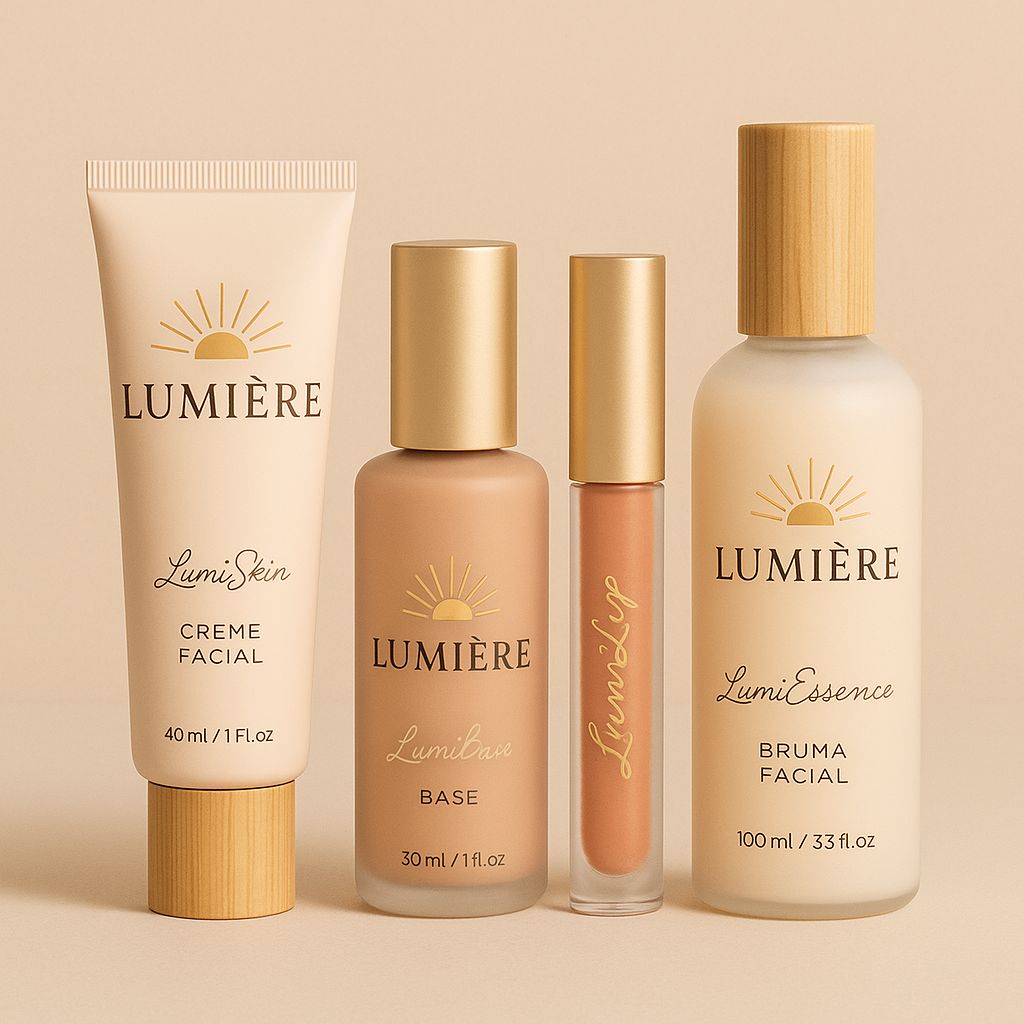 LUMIÈRE
LumiSkin
CREME
FACIAL
40 ml / 1 Fl.oz
LUMIÈRE
LumiBase
BASE
30 ml / 1 fl.oz
LumiLip
LUMIÈRE
LumiEssence
BRUMA
FACIAL
100 ml / 33 fl.oz